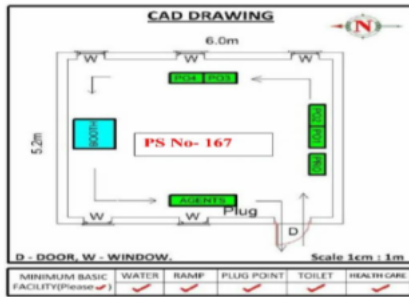 CAD DRAWING
N
6.0m
W W W
PO4 PO3
5.2m
BOOTH
PS No- 167
PO2
PO1
PRO
AGENTS
Plug
W W
D
D - DOOR, W - WINDOW. Scale 1cm : 1m
MINIMUM BASIC FACILITY(Please✓) WATER RAMP PLUG POINT TOILET HEALTH CARE